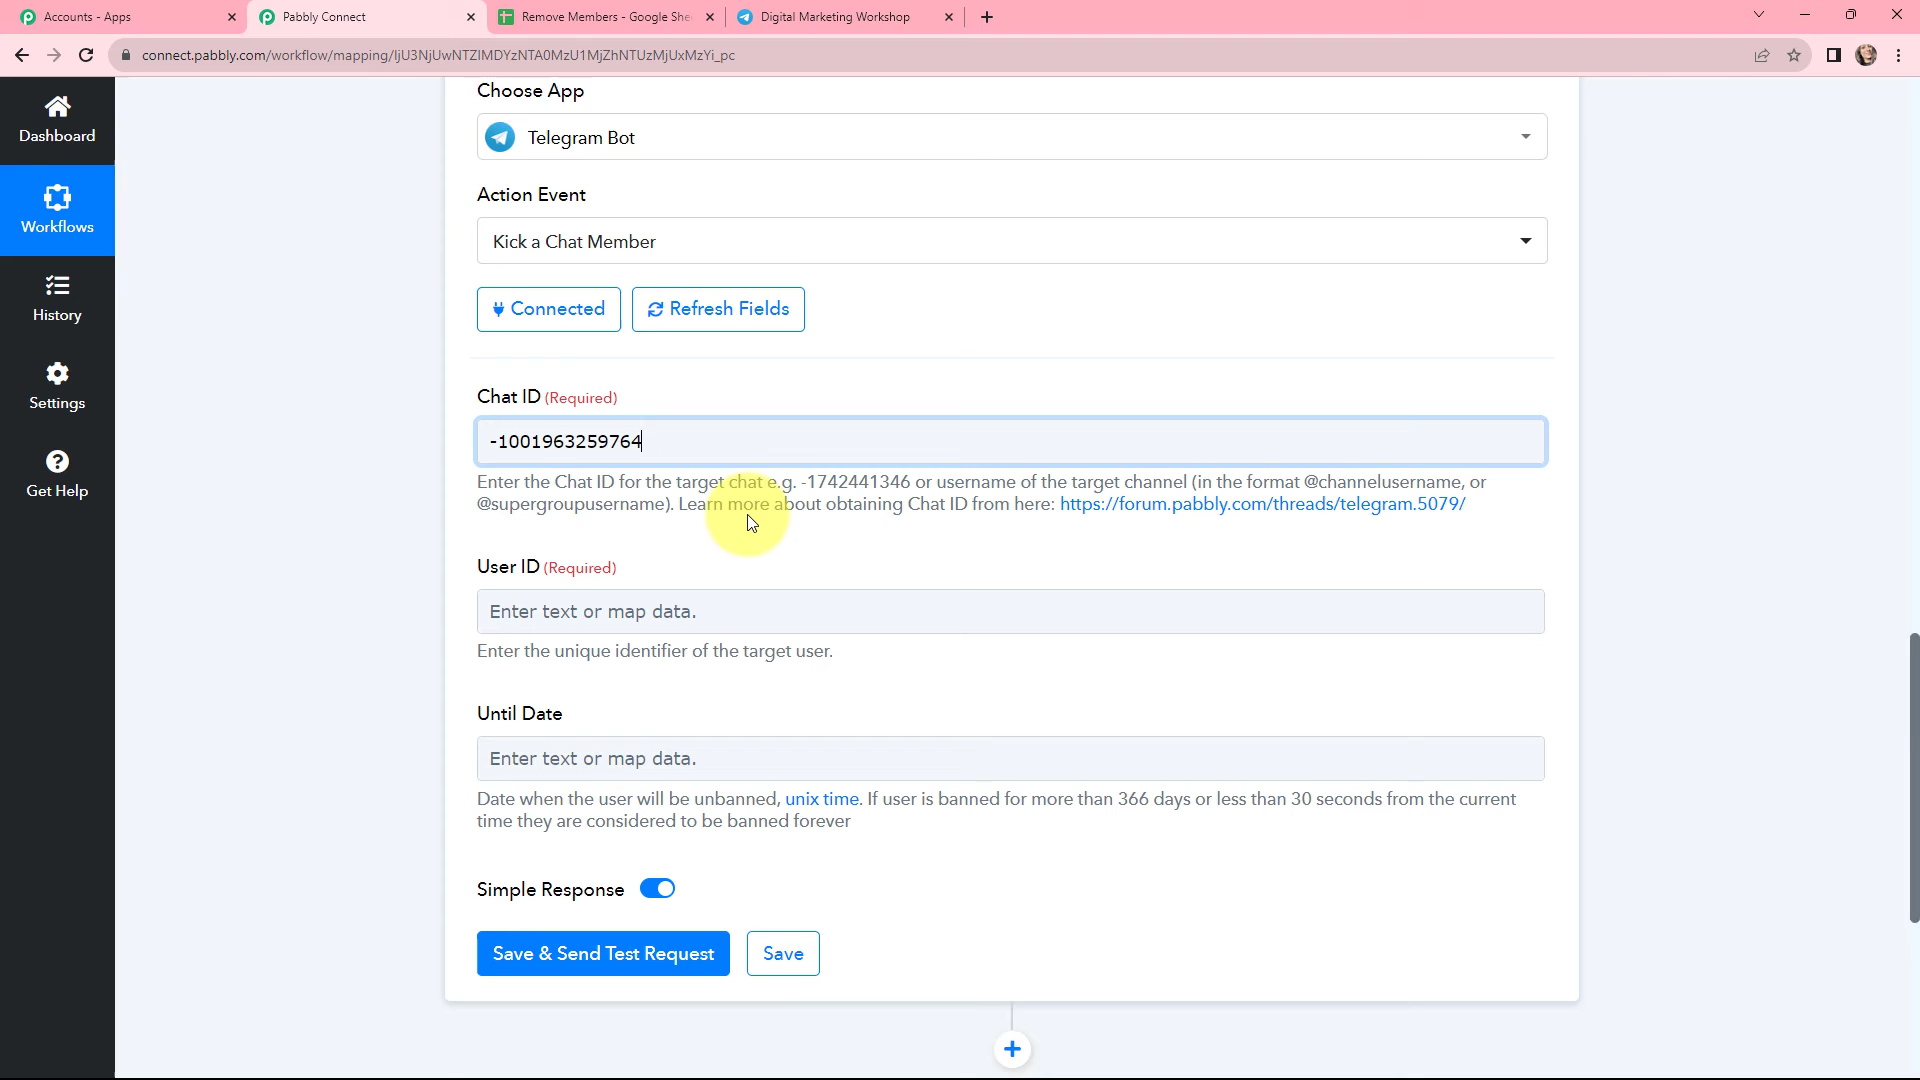 Accounts - Apps
Pabbly Connect
Remove Members - Google She
Digital Marketing Workshop
connect.pabbly.com/workflow/mapping/IjU3NjUwNTZlMDYzNTA0MzU1MjZhNTUzMjUxMzYi_pc
Dashboard
Workflows
History
Settings
Get Help
Choose App
Telegram Bot
Action Event
Kick a Chat Member
Connected
Refresh Fields
Chat ID (Required)
-1001963259764
Enter the Chat ID for the target chat e.g. -1742441346 or username of the target channel (in the format @channelusername, or
@supergroupusername). Learn more about obtaining Chat ID from here: https://forum.pabbly.com/threads/telegram.5079/
User ID (Required)
Enter text or map data.
Enter the unique identifier of the target user.
Until Date
Enter text or map data.
Date when the user will be unbanned, unix time. If user is banned for more than 366 days or less than 30 seconds from the current
time they are considered to be banned forever
Simple Response
Save & Send Test Request
Save